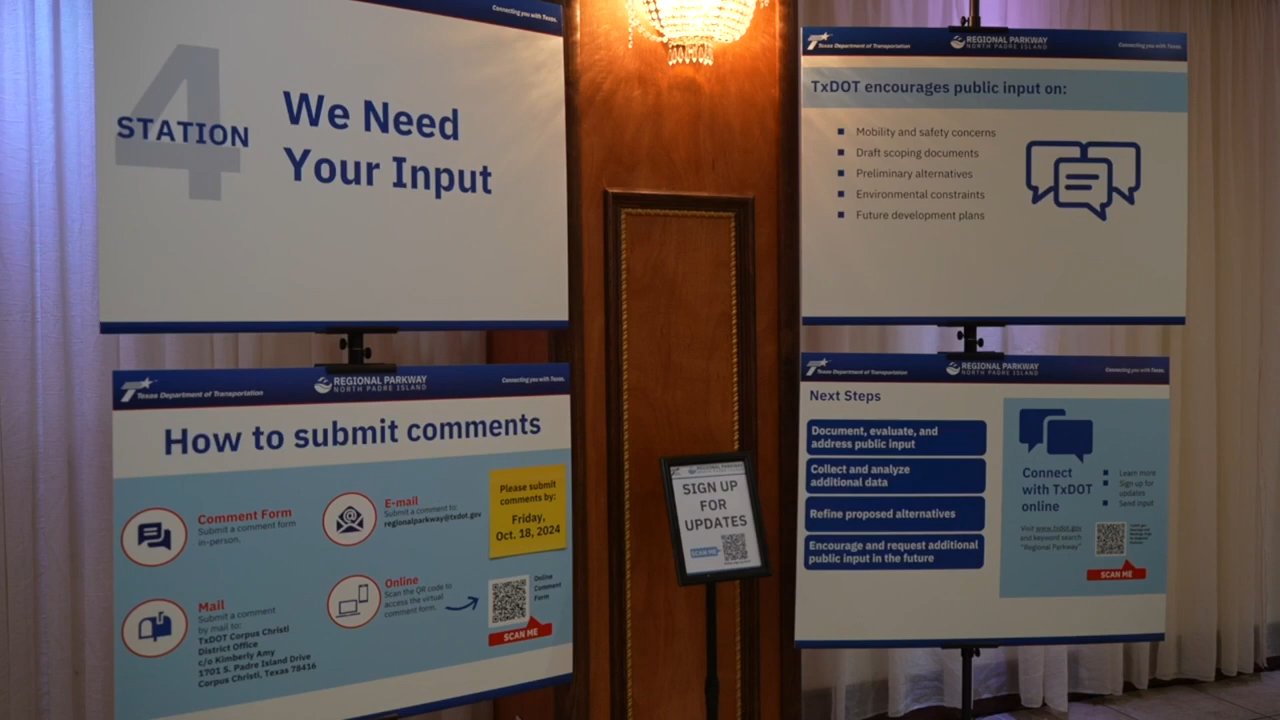 Connecting you with Texas.
4
STATION
We Need
Your Input
Texas Department of Transportation
REGIONAL PARKWAY
NORTH PADRE ISLAND
Connecting you with Texas.
How to submit comments
Comment Form
Submit a comment form
in-person.
E-mail
Submit a comment to:
regionalparkway@txdot.gov
Please submit
comments by:
Friday,
Oct. 18, 2024
Mail
Submit a comment
by mail to:
TxDOT Corpus Christi
District Office
c/o Kimberly Amy
1701 S. Padre Island Drive
Corpus Christi, Texas 78416
Online
Scan the QR code to
access the virtual
comment form.
Online
Comment
Form
SCAN ME
REGIONAL PARKWAY
SIGN UP
FOR
UPDATES
SCAN ME
Texas Department of Transportation
REGIONAL PARKWAY
NORTH PADRE ISLAND
Connecting you with Texas.
TxDOT encourages public input on:
Mobility and safety concerns
Draft scoping documents
Preliminary alternatives
Environmental constraints
Future development plans
Texas Department of Transportation
REGIONAL PARKWAY
NORTH PADRE ISLAND
Connecting you with Texas.
Next Steps
Document, evaluate, and
address public input
Collect and analyze
additional data
Refine proposed alternatives
Encourage and request additional
public input in the future
Connect
with TxDOT
online
Learn more
Sign up for
updates
Send input
Visit www.txdot.gov
and keyword search
"Regional Parkway"
SCAN ME